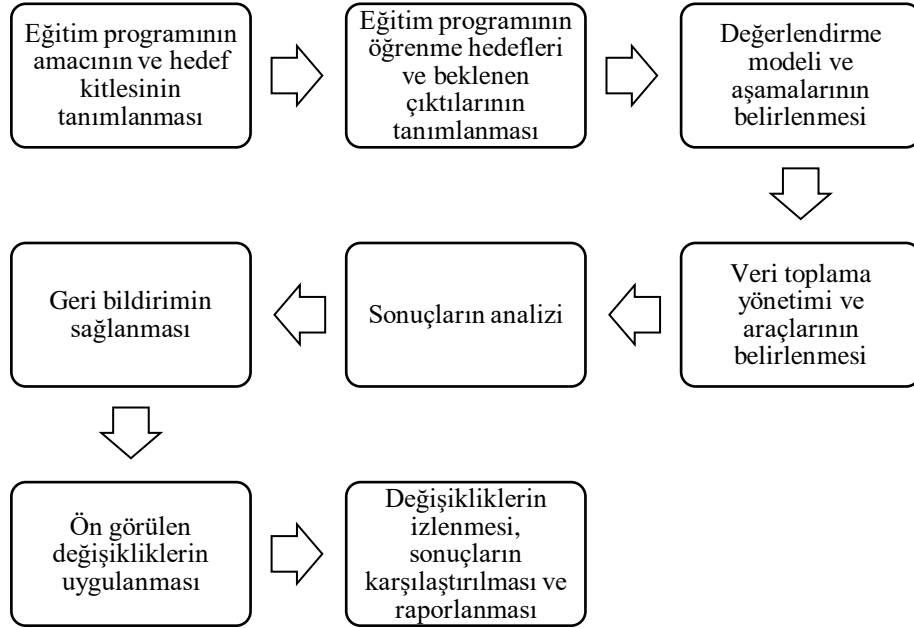 Eğitim programının
amacının ve hedef
kitlesinin
tanımlanması
Eğitim programının
öğrenme hedefleri
ve beklenen
çıktılarının
tanımlanması
Değerlendirme
modeli ve
aşamalarının
belirlenmesi
Veri toplama
yönetimi ve
araçlarının
belirlenmesi
Sonuçların analizi
Geri bildirimin
sağlanması
Ön görülen
değişikliklerin
uygulanması
Değişikliklerin
izlenmesi,
sonuçların
karşılaştırılması ve
raporlanması